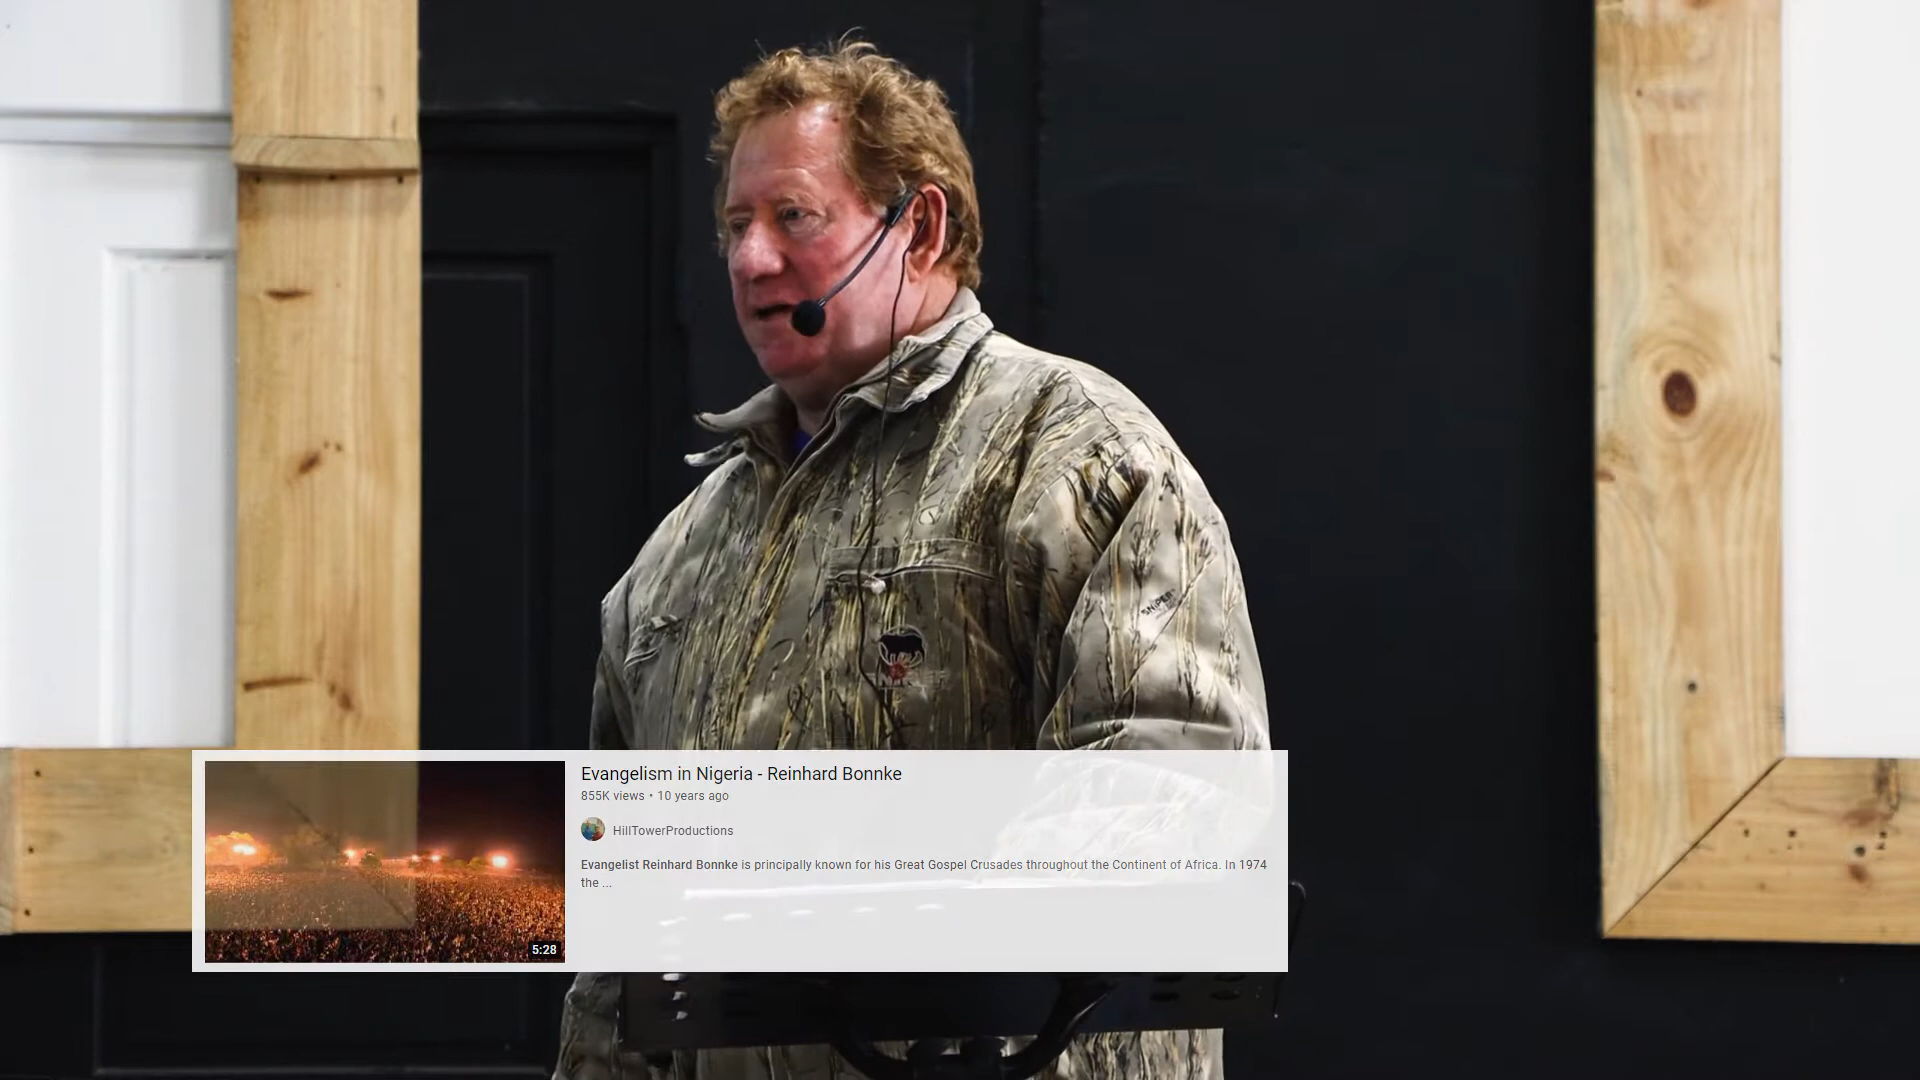 SNIPER
Evangelism in Nigeria - Reinhard Bonnke
855K views • 10 years ago
HillTowerProductions
Evangelist Reinhard Bonnke is principally known for his Great Gospel Crusades throughout the Continent of Africa. In 1974
the ...
5:28